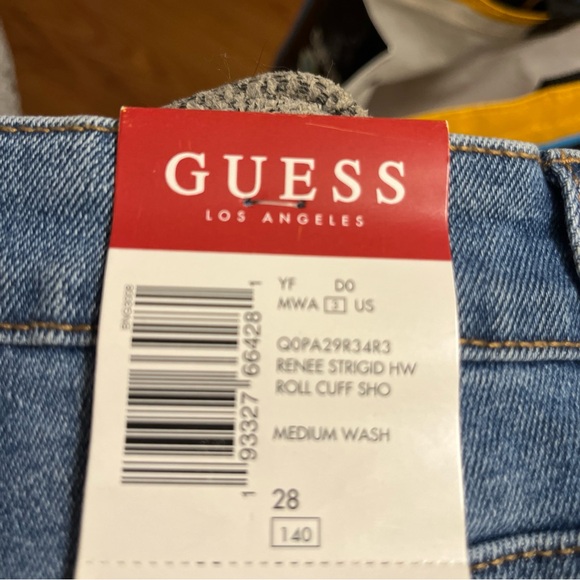 GUESS
LOS ANGELES
YF D0
MWA 3 US
Q0PA29R34R3
RENEE STRIGID HW
ROLL CUFF SHO
MEDIUM WASH
28
140
1 93327 66428 1